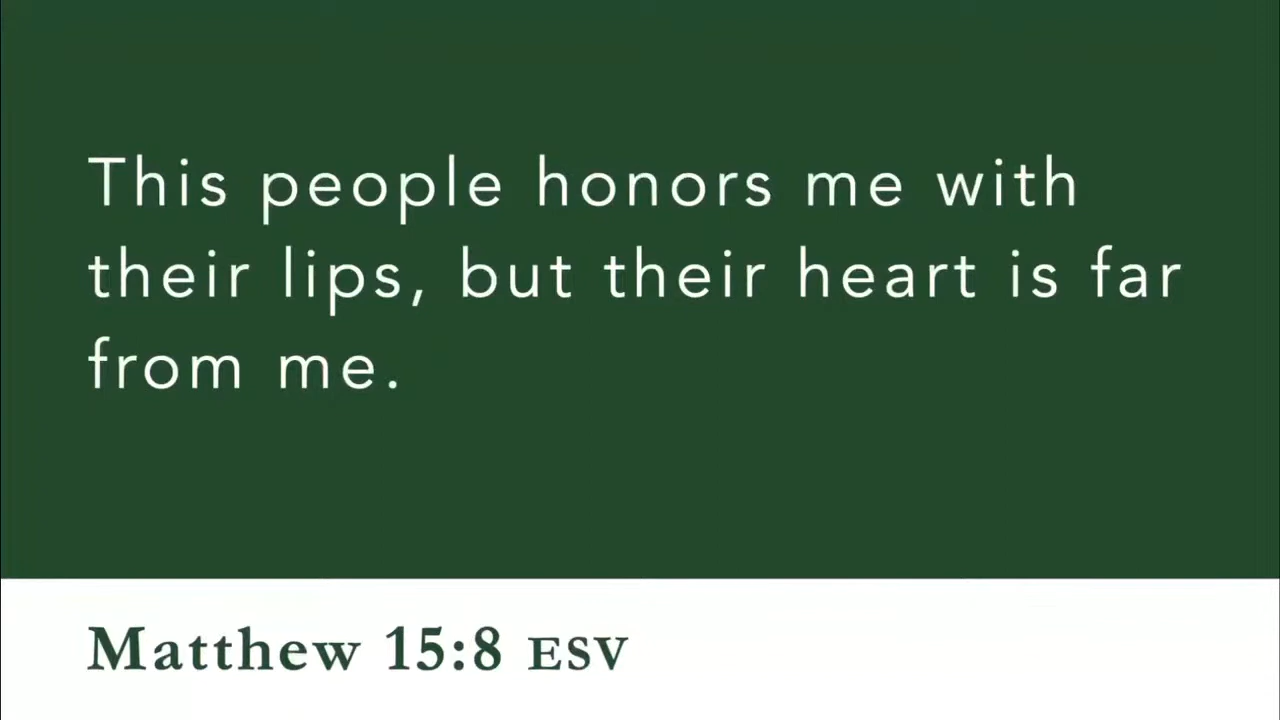 This people honors me with
their lips, but their heart is far
from me.
Matthew 15:8 ESV